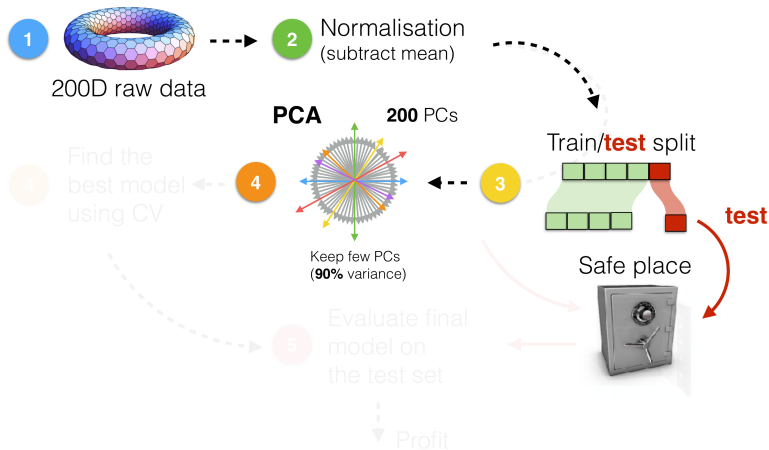 1
200D raw data
2
Normalisation
(subtract mean)
Train/test split
test
Safe place
3
PCA
200 PCs
4
Keep few PCs
(90% variance)
4
Find the
best model
using CV
5
Evaluate final
model on
the test set
Profit